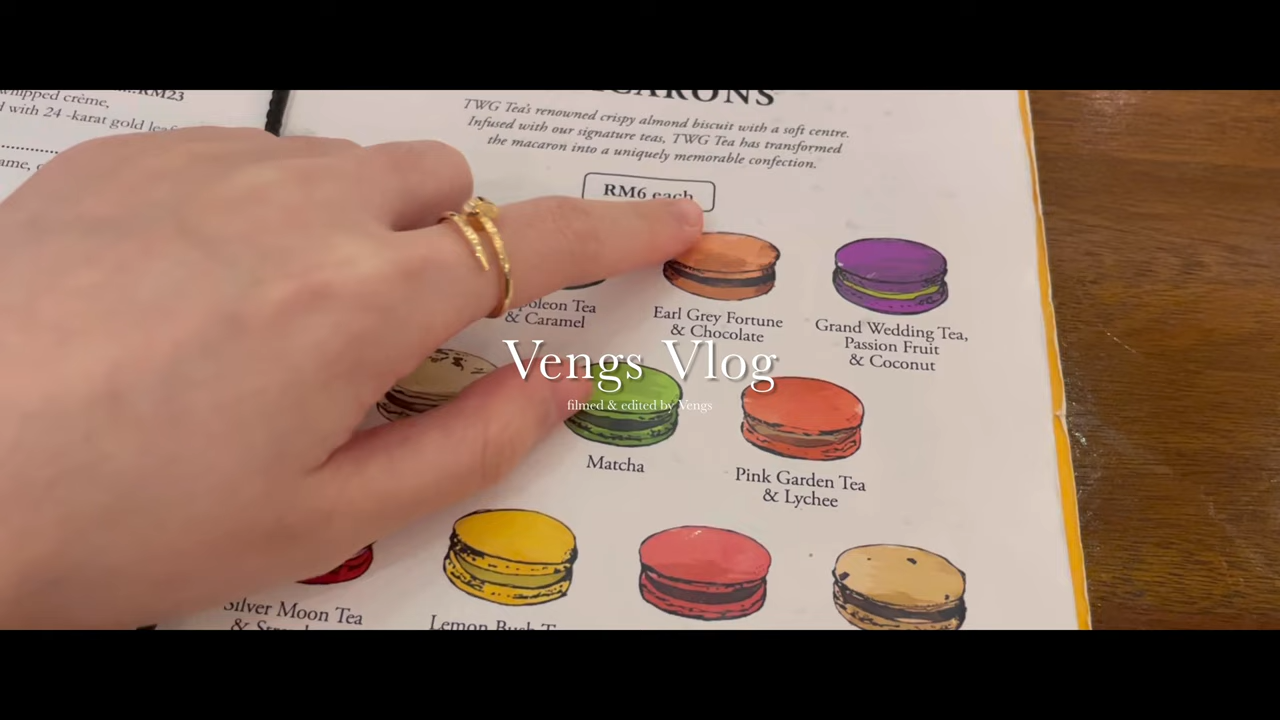 RM23
whipped crème,
with 24 -karat gold leaf
TWG Tea's renowned crispy almond biscuit with a soft centre.
Infused with our signature teas, TWG Tea has transformed
the macaron into a uniquely memorable confection.
RM6 each
& Caramel
Earl Grey Fortune
& Chocolate
Grand Wedding Tea,
Passion Fruit
& Coconut
Vengs Vlog
filmed & edited by Vengs
Matcha
Pink Garden Tea
& Lychee
Silver Moon Tea
Lemon Bush